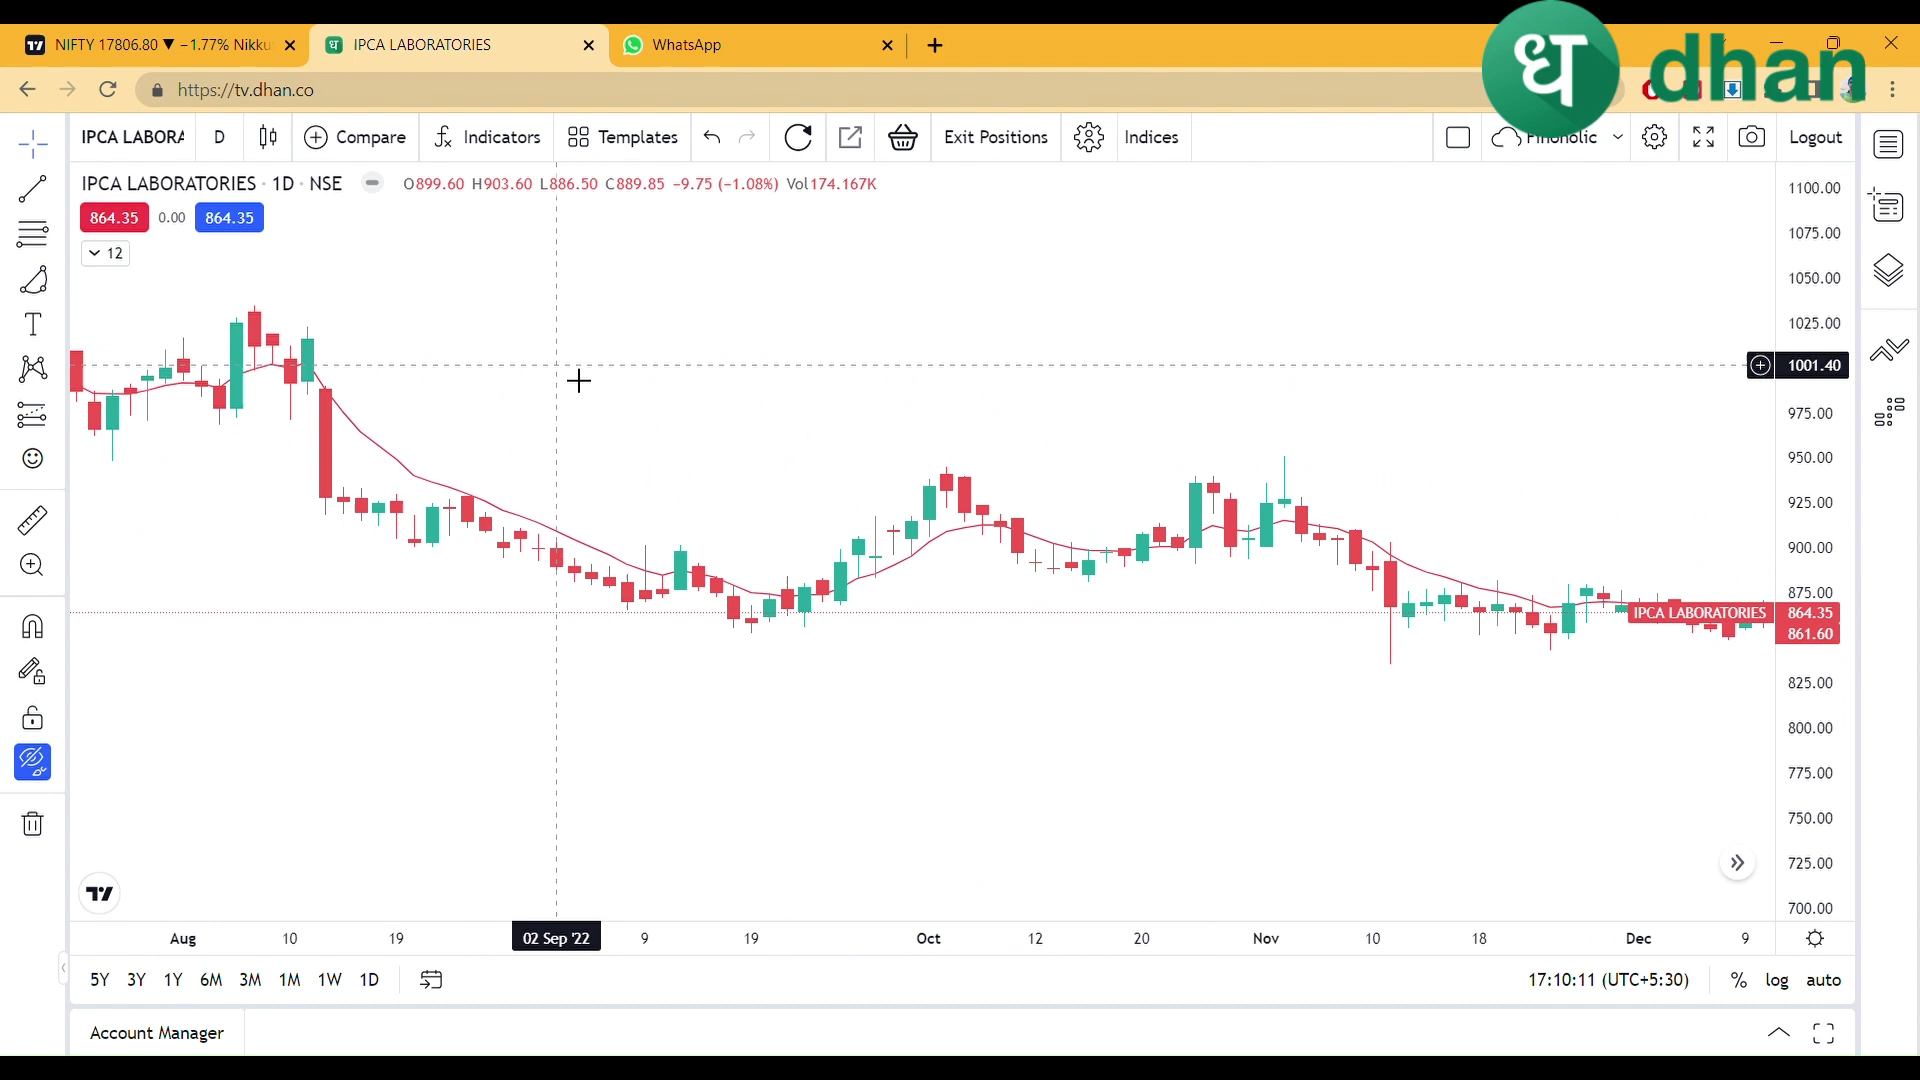 NIFTY 17806.80 ▼ −1.77% Nikku
IPCA LABORATORIES
WhatsApp
ध dhan
https://tv.dhan.co
IPCA LABORA
D
Compare
Indicators
Templates
Exit Positions
Indices
Logout
IPCA LABORATORIES · 1D · NSE O899.60 H903.60 L886.50 C889.85 −9.75 (−1.08%) Vol174.167K
864.35 0.00 864.35
12
1100.00
1075.00
1050.00
1025.00
1001.40
975.00
950.00
925.00
900.00
875.00
IPCA LABORATORIES 864.35
861.60
825.00
800.00
775.00
750.00
725.00
700.00
Aug 10 19 02 Sep '22 9 19 Oct 12 20 Nov 10 18 Dec 9
5Y 3Y 1Y 6M 3M 1M 1W 1D
17:10:11 (UTC+5:30) % log auto
Account Manager